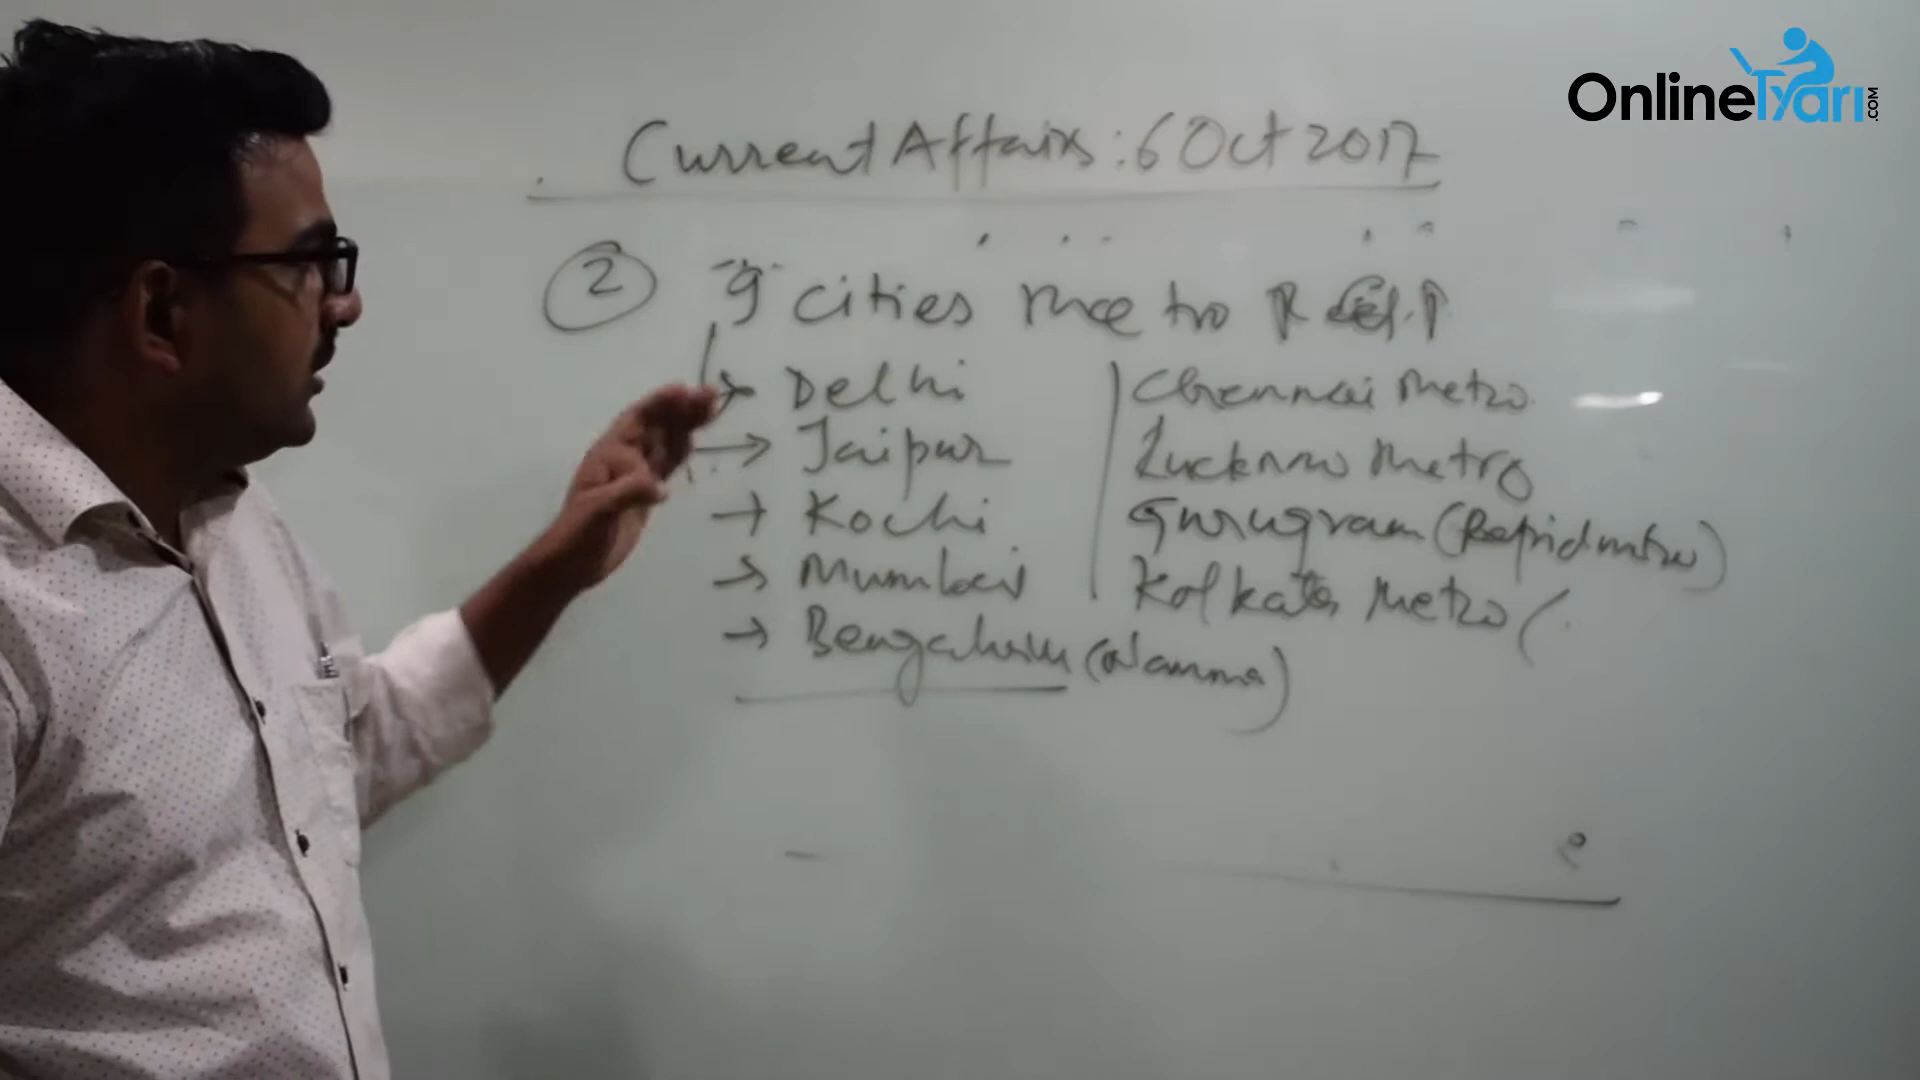 OnlineTyari.COM
Current Affairs: 6 Oct 2017
2 9 cities metro
→ Delhi
→ Jaipur
→ Kochi
→ Mumbai
→ Bengaluru (Namma)
Chennai Metro
Lucknow Metro
Gurugram (Rapid metro)
Kolkata Metro (